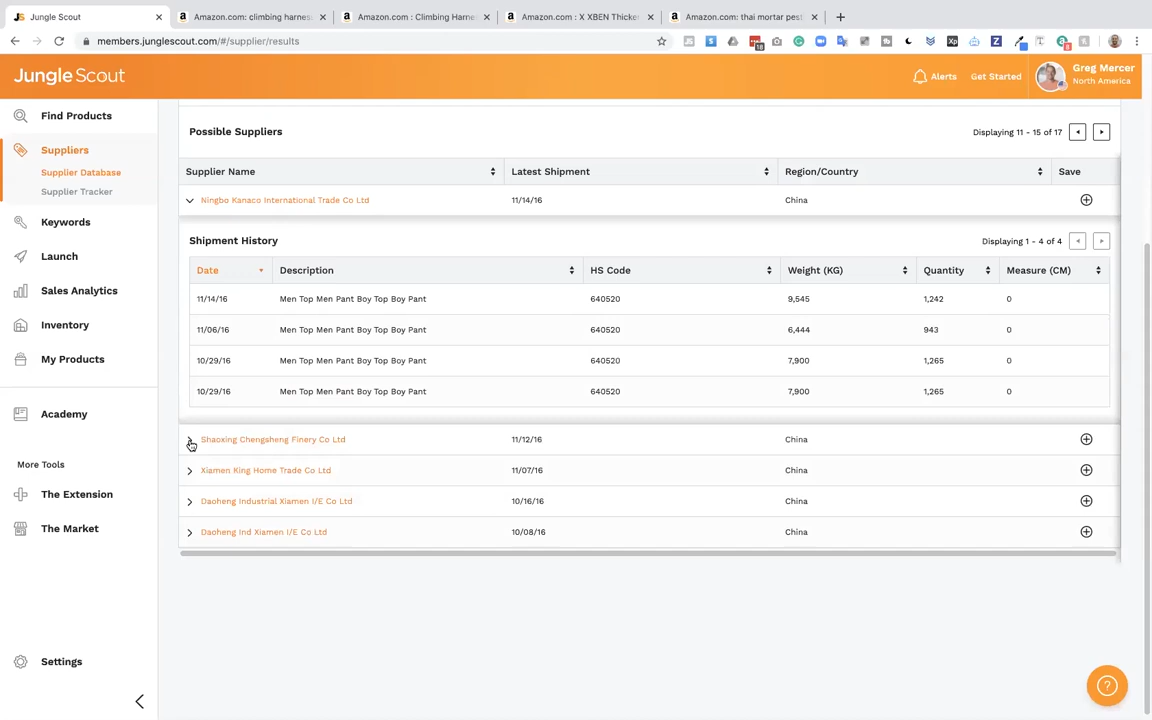 Jungle Scout
Amazon.com: climbing harness
Amazon.com : Climbing Harne
Amazon.com : X XBEN Thicken
Amazon.com: thai mortar pest
members.junglescout.com/#/supplier/results
18
8
Jungle Scout
Alerts
Get Started
Greg Mercer
North America
Find Products
Suppliers
Supplier Database
Supplier Tracker
Keywords
Launch
Sales Analytics
Inventory
My Products
Academy
More Tools
The Extension
The Market
Settings
Possible Suppliers
Displaying 11 - 15 of 17
Supplier Name Latest Shipment Region/Country Save
Ningbo Kanaco International Trade Co Ltd 11/14/16 China
Shipment History
Displaying 1 - 4 of 4
Date Description HS Code Weight (KG) Quantity Measure (CM)
11/14/16 Men Top Men Pant Boy Top Boy Pant 640520 9,545 1,242 0
11/06/16 Men Top Men Pant Boy Top Boy Pant 640520 6,444 943 0
10/29/16 Men Top Men Pant Boy Top Boy Pant 640520 7,900 1,265 0
10/29/16 Men Top Men Pant Boy Top Boy Pant 640520 7,900 1,265 0
Shaoxing Chengsheng Finery Co Ltd 11/12/16 China
Xiamen King Home Trade Co Ltd 11/07/16 China
Daoheng Industrial Xiamen I/E Co Ltd 10/16/16 China
Daoheng Ind Xiamen I/E Co Ltd 10/08/16 China